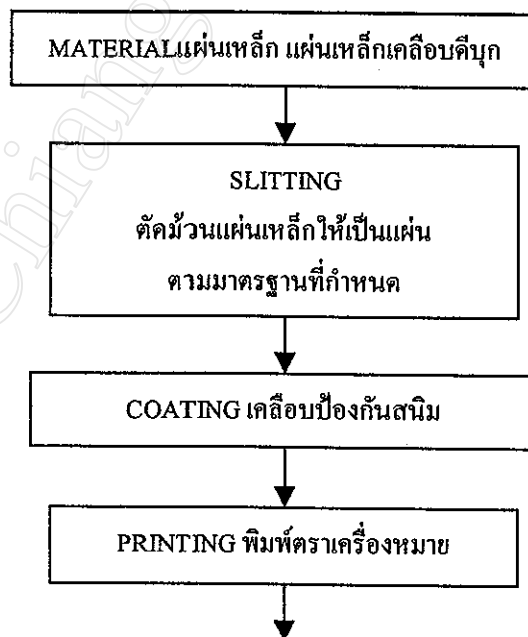 Chiang
MATERIALแผ่นเหล็ก แผ่นเหล็กเคลือบดีบุก
SLITTING
ตัดม้วนแผ่นเหล็กให้เป็นแผ่น
ตามมาตรฐานที่กำหนด
COATING เคลือบป้องกันสนิม
PRINTING พิมพ์ตราเครื่องหมาย